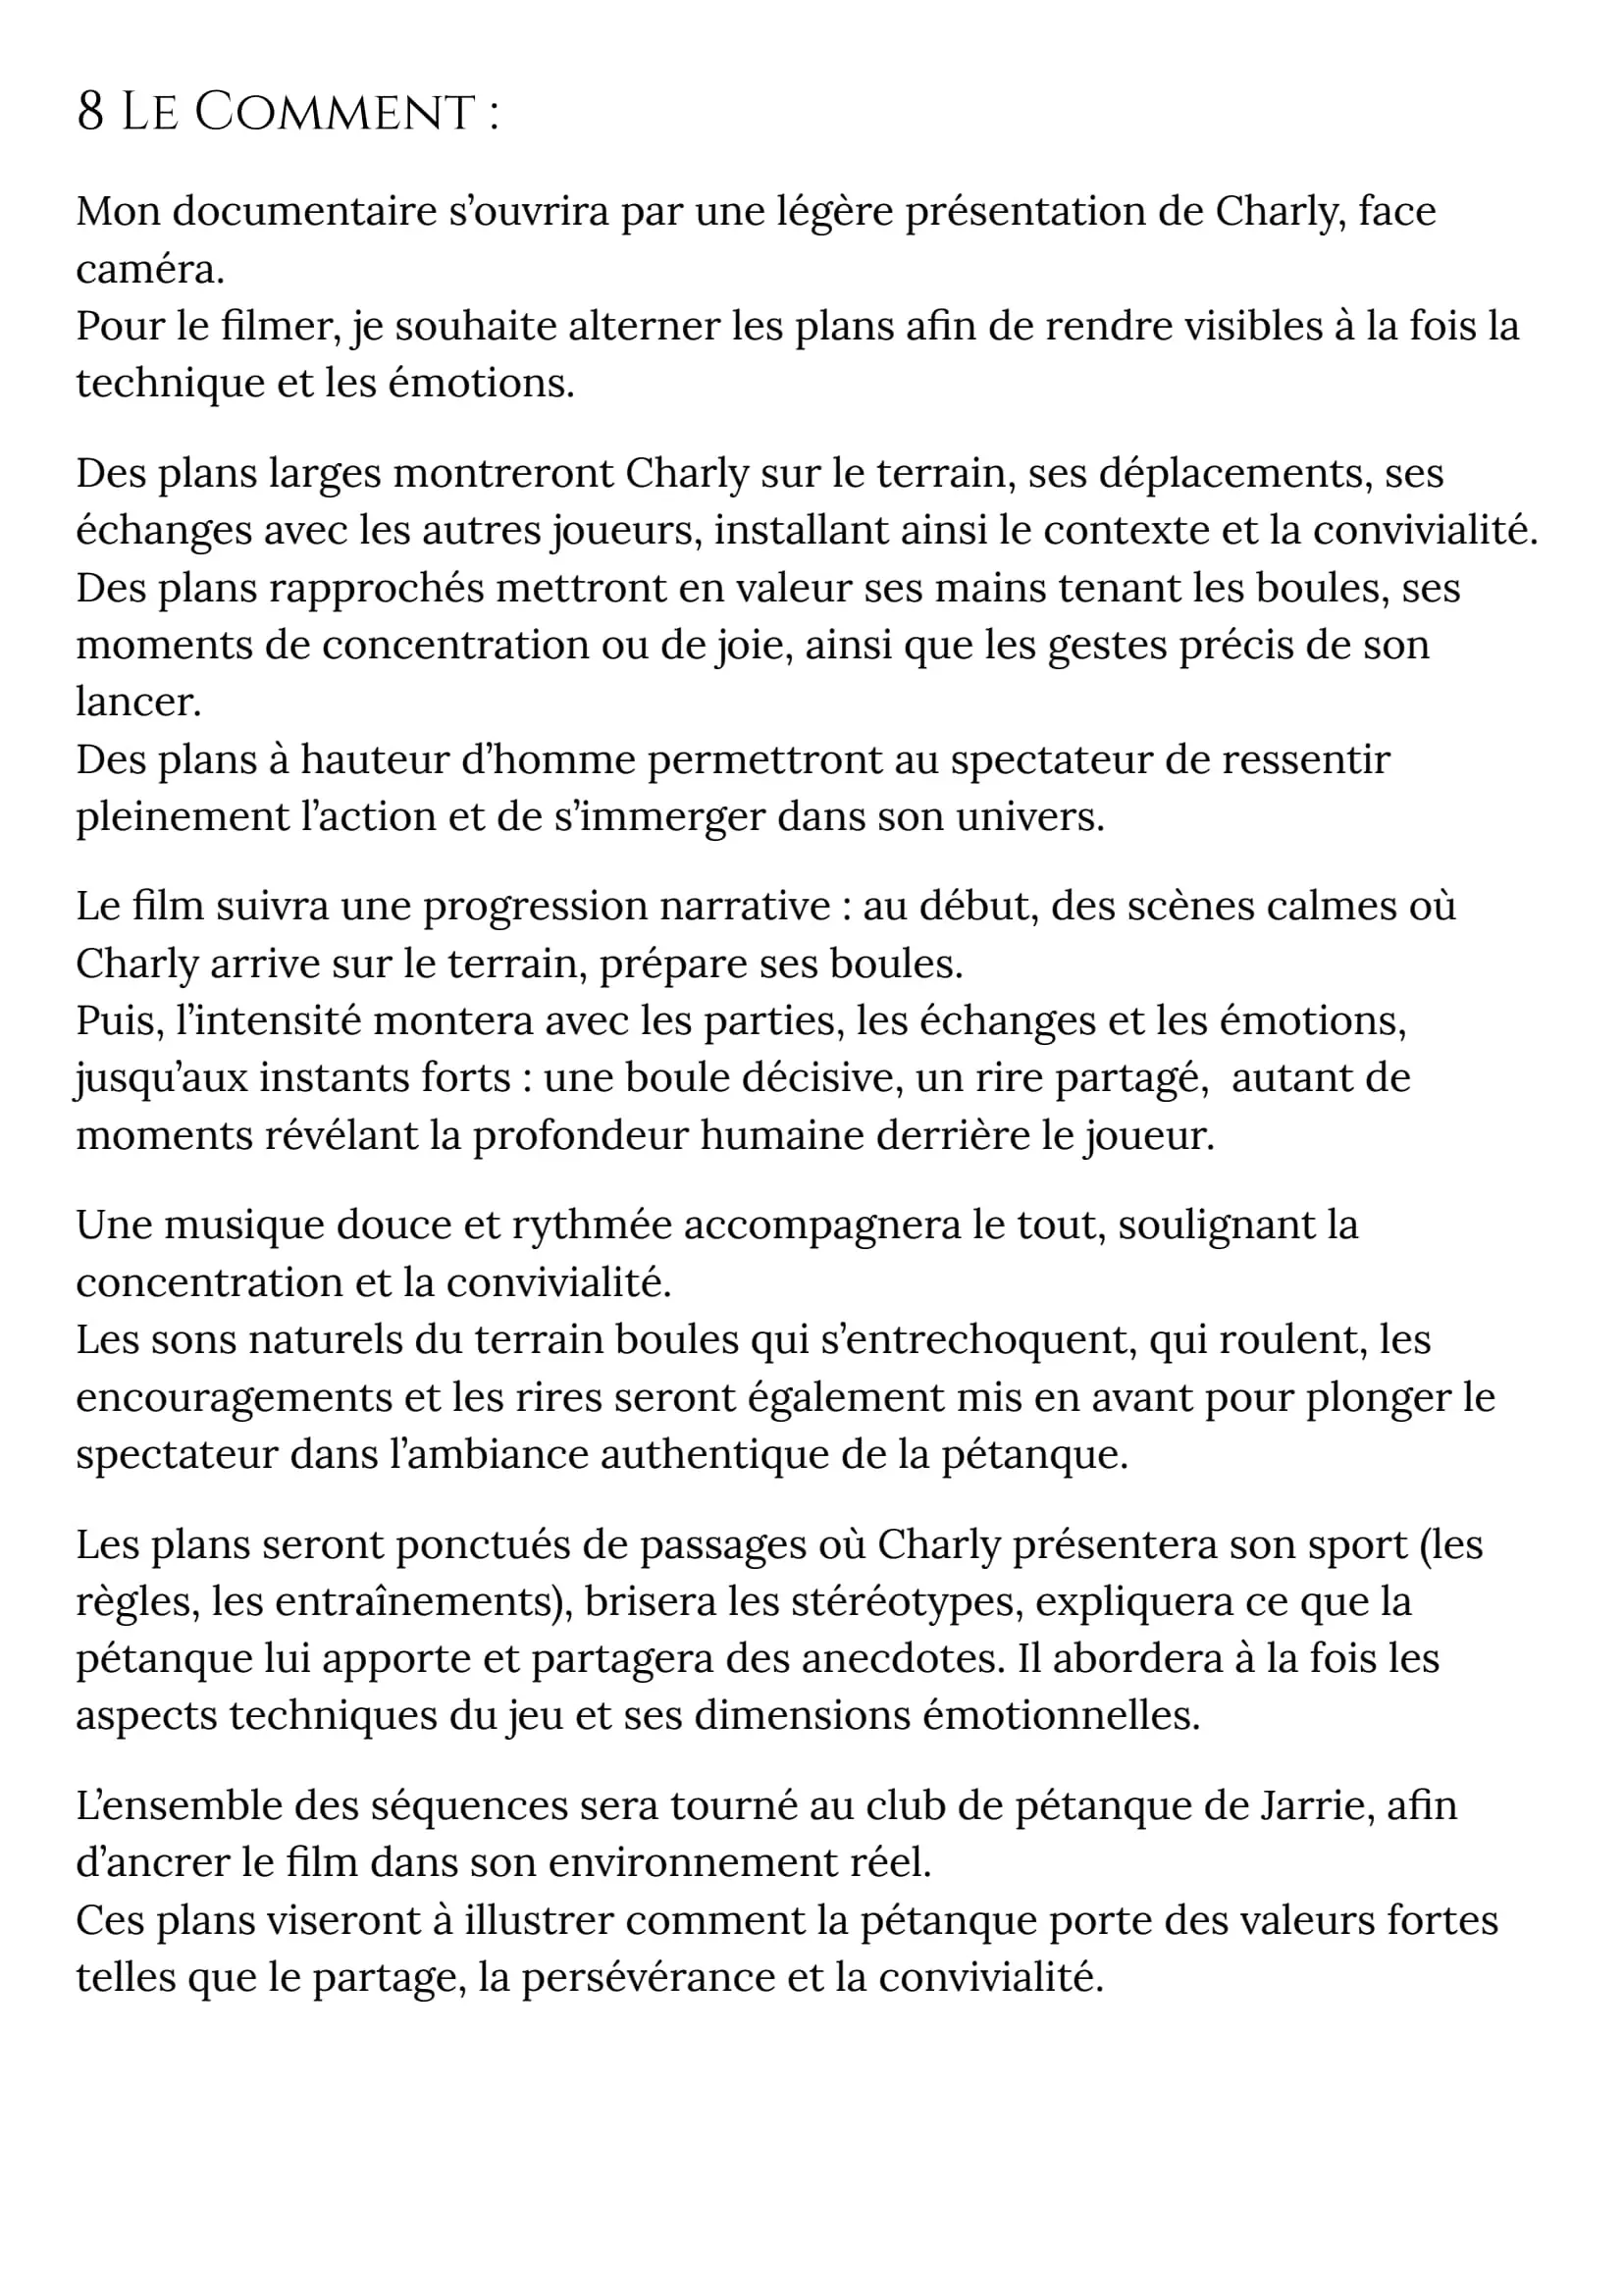 8 Le Comment :
Mon documentaire s’ouvrira par une légère présentation de Charly, face
caméra.
Pour le filmer, je souhaite alterner les plans afin de rendre visibles à la fois la
technique et les émotions.
Des plans larges montreront Charly sur le terrain, ses déplacements, ses
échanges avec les autres joueurs, installant ainsi le contexte et la convivialité.
Des plans rapprochés mettront en valeur ses mains tenant les boules, ses
moments de concentration ou de joie, ainsi que les gestes précis de son
lancer.
Des plans à hauteur d’homme permettront au spectateur de ressentir
pleinement l’action et de s’immerger dans son univers.
Le film suivra une progression narrative : au début, des scènes calmes où
Charly arrive sur le terrain, prépare ses boules.
Puis, l’intensité montera avec les parties, les échanges et les émotions,
jusqu’aux instants forts : une boule décisive, un rire partagé,  autant de
moments révélant la profondeur humaine derrière le joueur.
Une musique douce et rythmée accompagnera le tout, soulignant la
concentration et la convivialité.
Les sons naturels du terrain boules qui s’entrechoquent, qui roulent, les
encouragements et les rires seront également mis en avant pour plonger le
spectateur dans l’ambiance authentique de la pétanque.
Les plans seront ponctués de passages où Charly présentera son sport (les
règles, les entraînements), brisera les stéréotypes, expliquera ce que la
pétanque lui apporte et partagera des anecdotes. Il abordera à la fois les
aspects techniques du jeu et ses dimensions émotionnelles.
L’ensemble des séquences sera tourné au club de pétanque de Jarrie, afin
d’ancrer le film dans son environnement réel.
Ces plans viseront à illustrer comment la pétanque porte des valeurs fortes
telles que le partage, la persévérance et la convivialité.